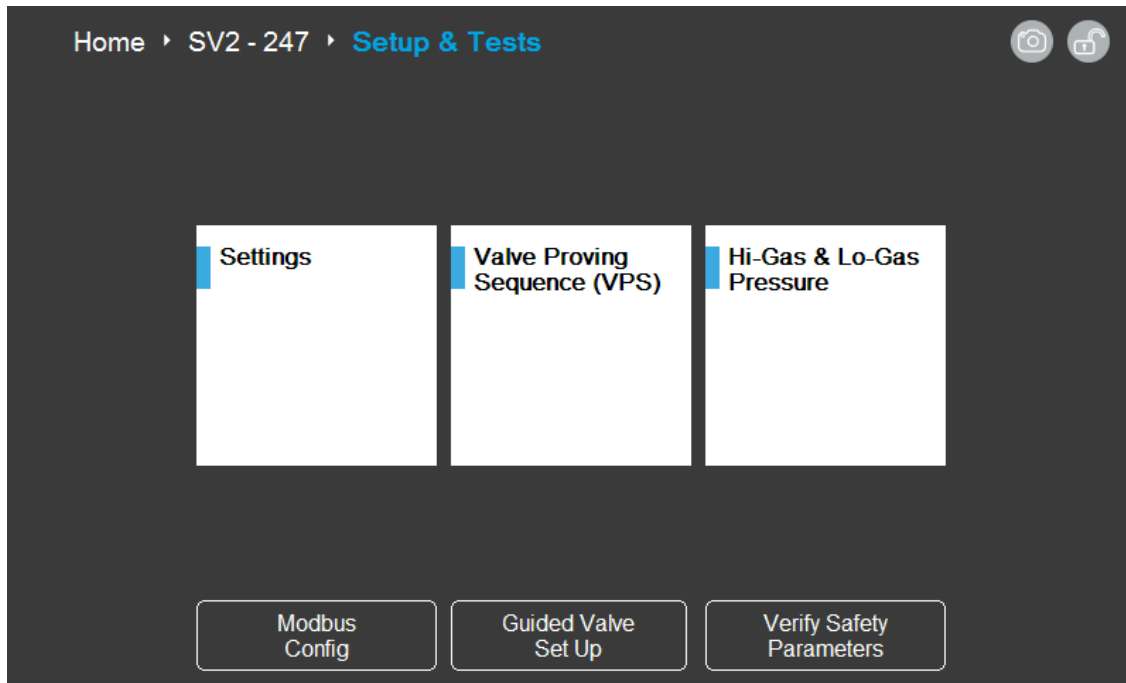 Home ‣ SV2 - 247 ‣ Setup & Tests
Settings
Valve Proving
Sequence (VPS)
Hi-Gas & Lo-Gas
Pressure
Modbus
Config
Guided Valve
Set Up
Verify Safety
Parameters